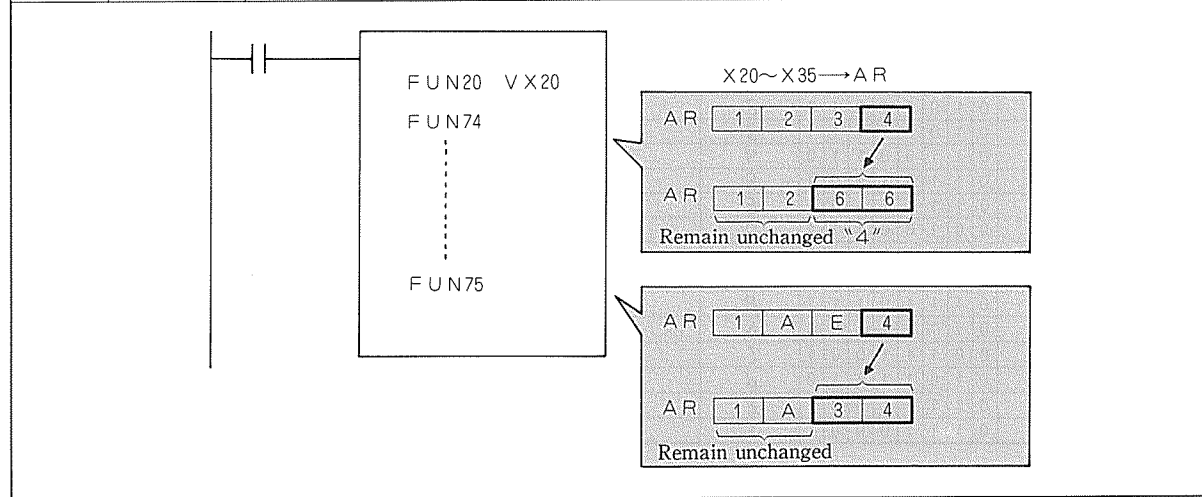 FUN20 VX20
FUN74
FUN75
X20～X35→AR
AR 1 2 3 4
AR 1 2 6 6
Remain unchanged "4"
AR 1 A E 4
AR 1 A 3 4
Remain unchanged